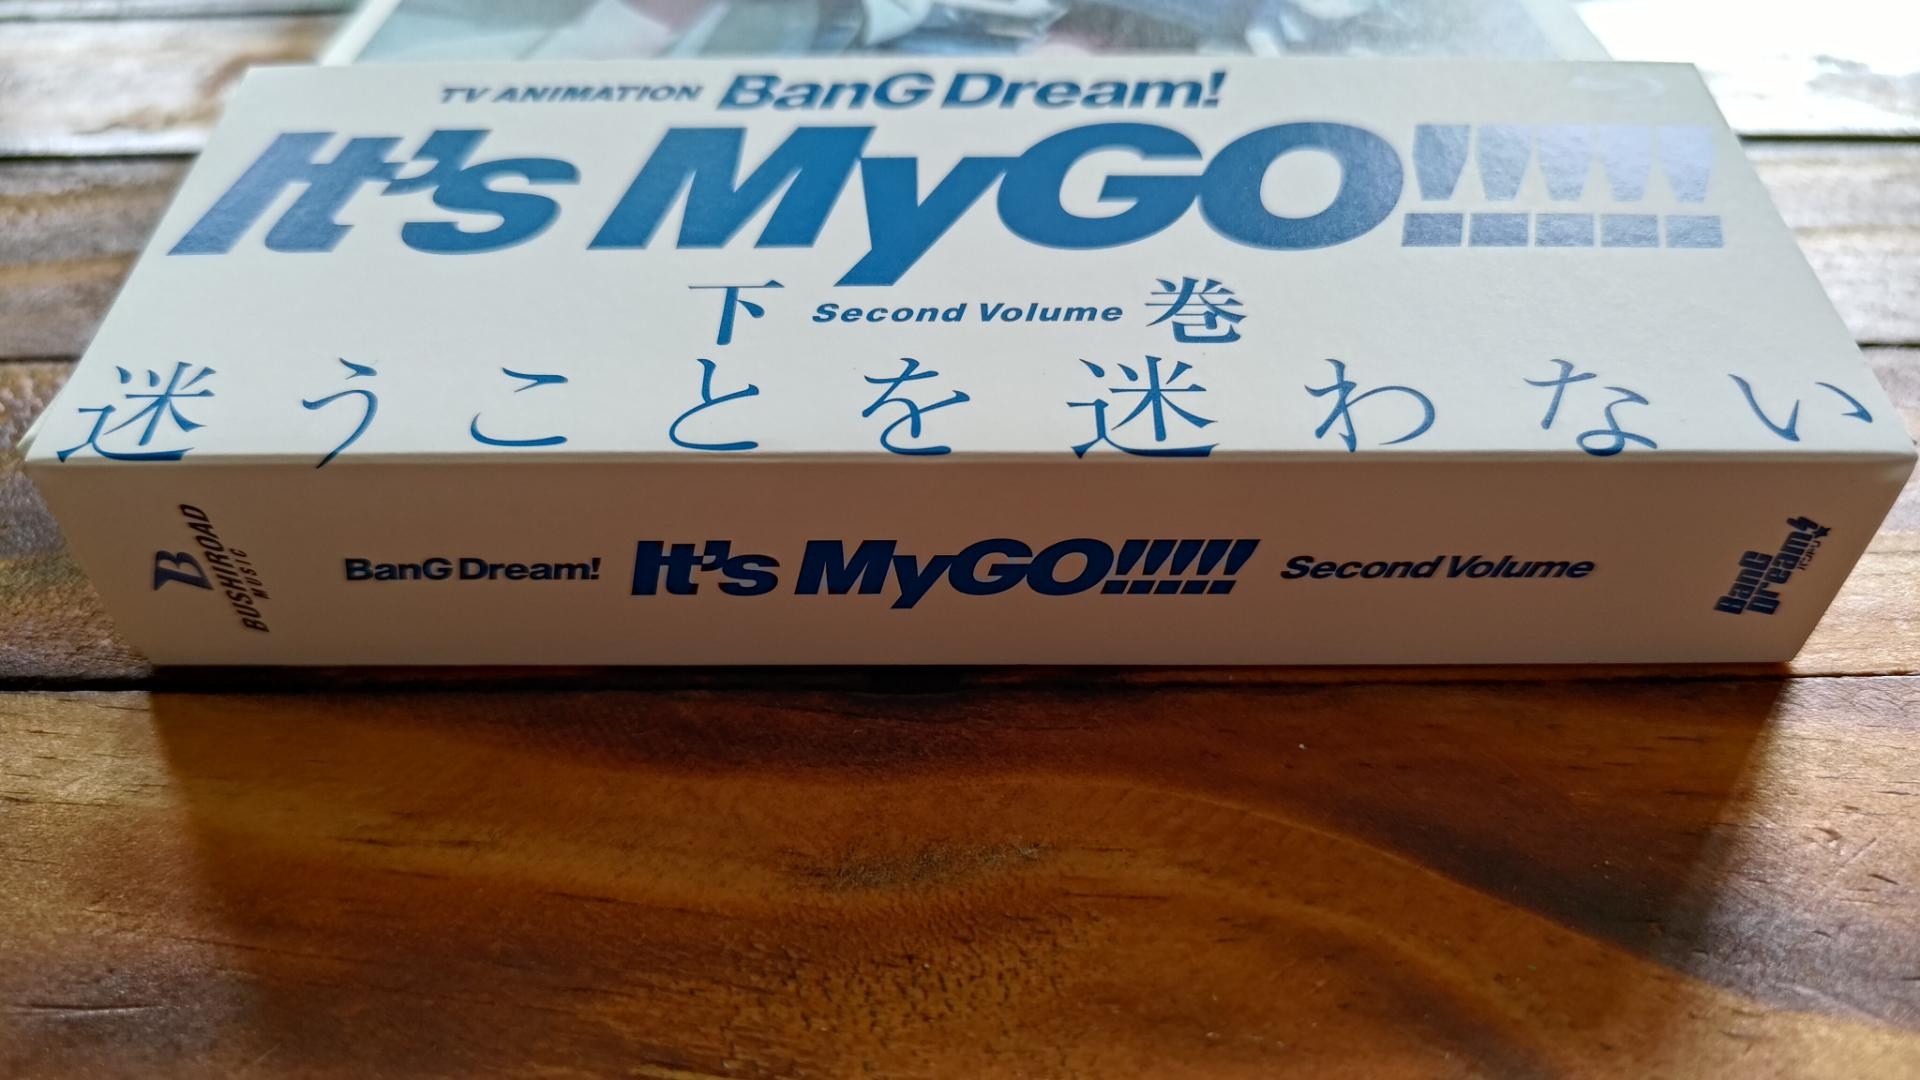 TV ANIMATION BanG Dream!
It's MyGO!!!!!
下 Second Volume 巻
迷うことを迷わない
B BUSHIROAD MUSIC
BanG Dream! It's MyGO!!!!! Second Volume
BanG Dream!